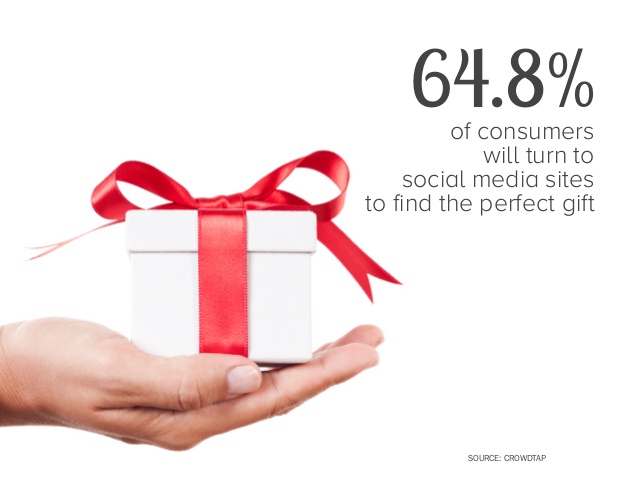 64.8%
of consumers
will turn to
social media sites
to find the perfect gift
SOURCE: CROWDTAP